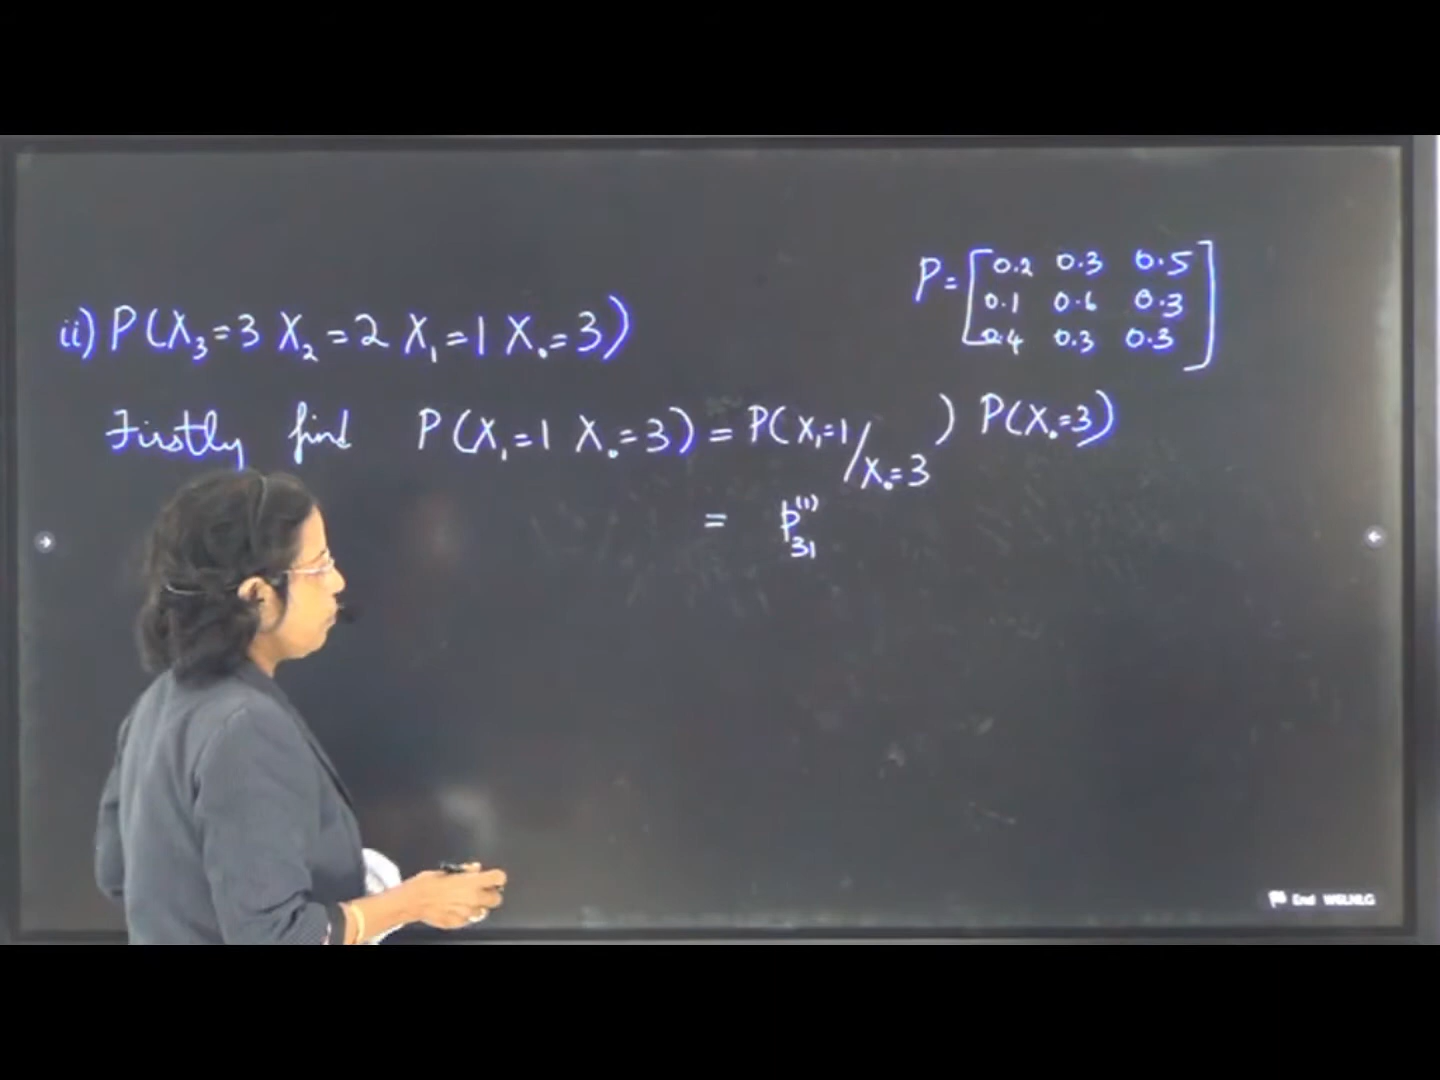 P = [ 0.2 0.3 0.5
0.1 0.6 0.3
0.4 0.3 0.3 ]
ii) P(X₃=3 X₂=2 X₁=1 X₀=3)
Firstly find P(X₁=1 X₀=3) = P(X₁=1/X₀=3) P(X₀=3)
= p₃₁⁽¹⁾
End